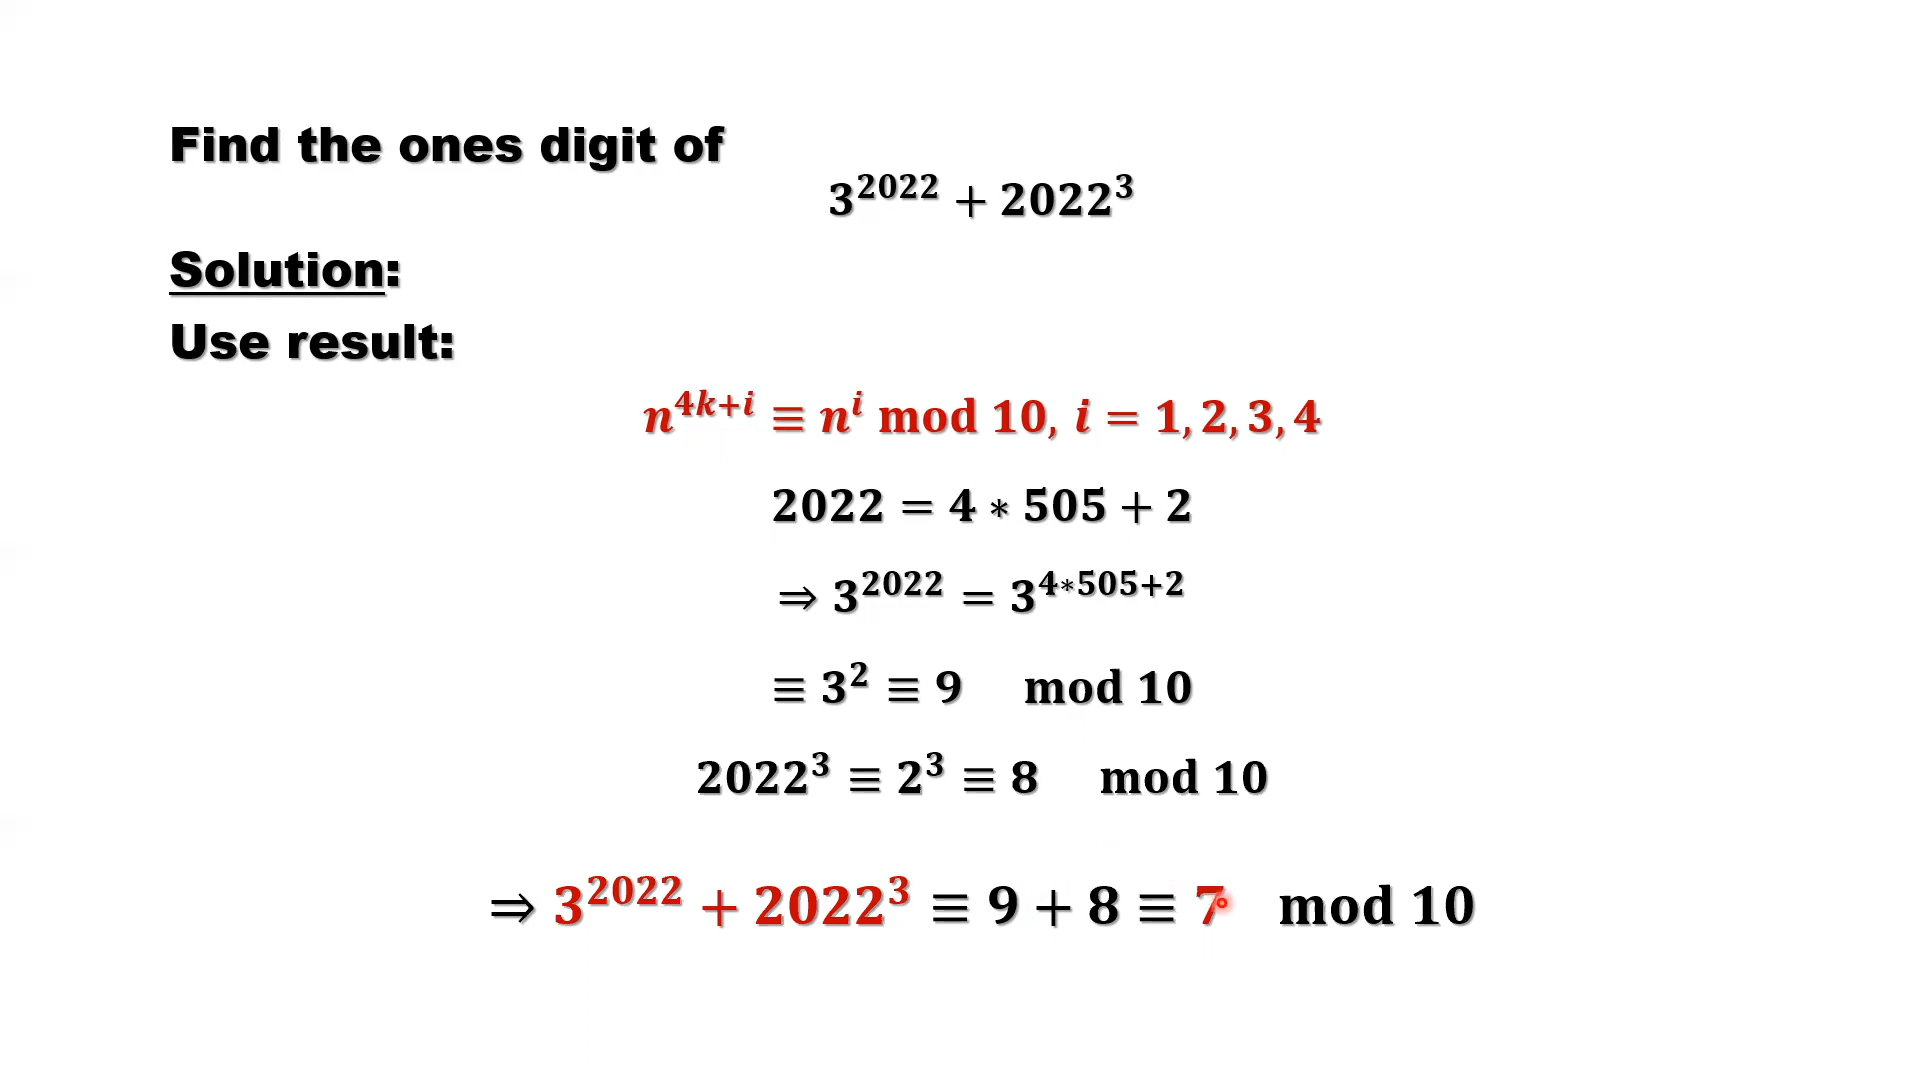 Find the ones digit of
3^2022 + 2022^3
Solution:
Use result:
n^{4k+i} ≡ n^i mod 10, i = 1, 2, 3, 4
2022 = 4 ∗ 505 + 2
⇒ 3^2022 = 3^{4∗505+2}
≡ 3^2 ≡ 9 mod 10
2022^3 ≡ 2^3 ≡ 8 mod 10
⇒ 3^2022 + 2022^3 ≡ 9 + 8 ≡ 7 mod 10